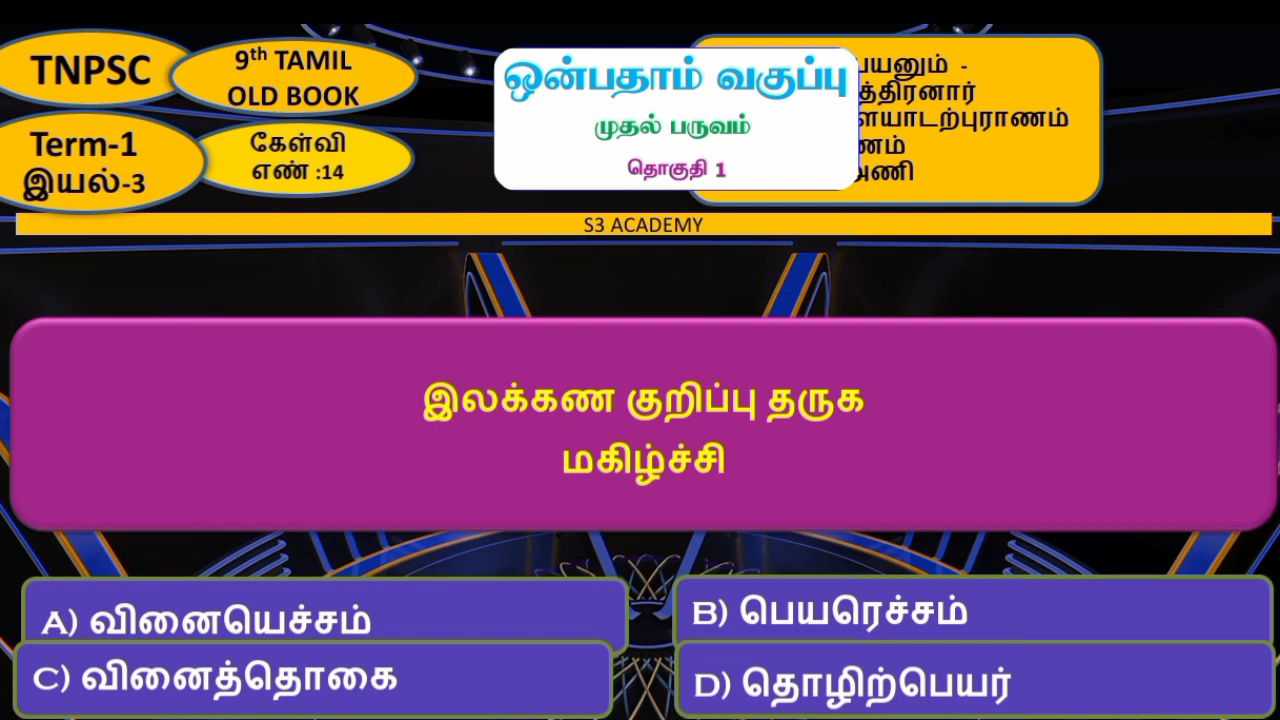 TNPSC
9th TAMIL
OLD BOOK
Term-1
இயல்-3
கேள்வி
எண் :14
ஒன்பதாம் வகுப்பு
முதல் பருவம்
தொகுதி 1
S3 ACADEMY
இலக்கண குறிப்பு தருக
மகிழ்ச்சி
A) வினையெச்சம்
B) பெயரெச்சம்
C) வினைத்தொகை
D) தொழிற்பெயர்